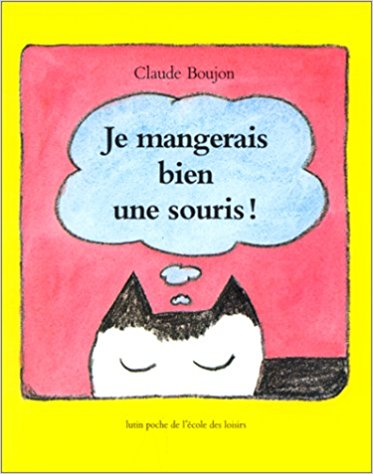 Claude Boujon
Je mangerais
bien
une souris !
lutin poche de l'école des loisirs